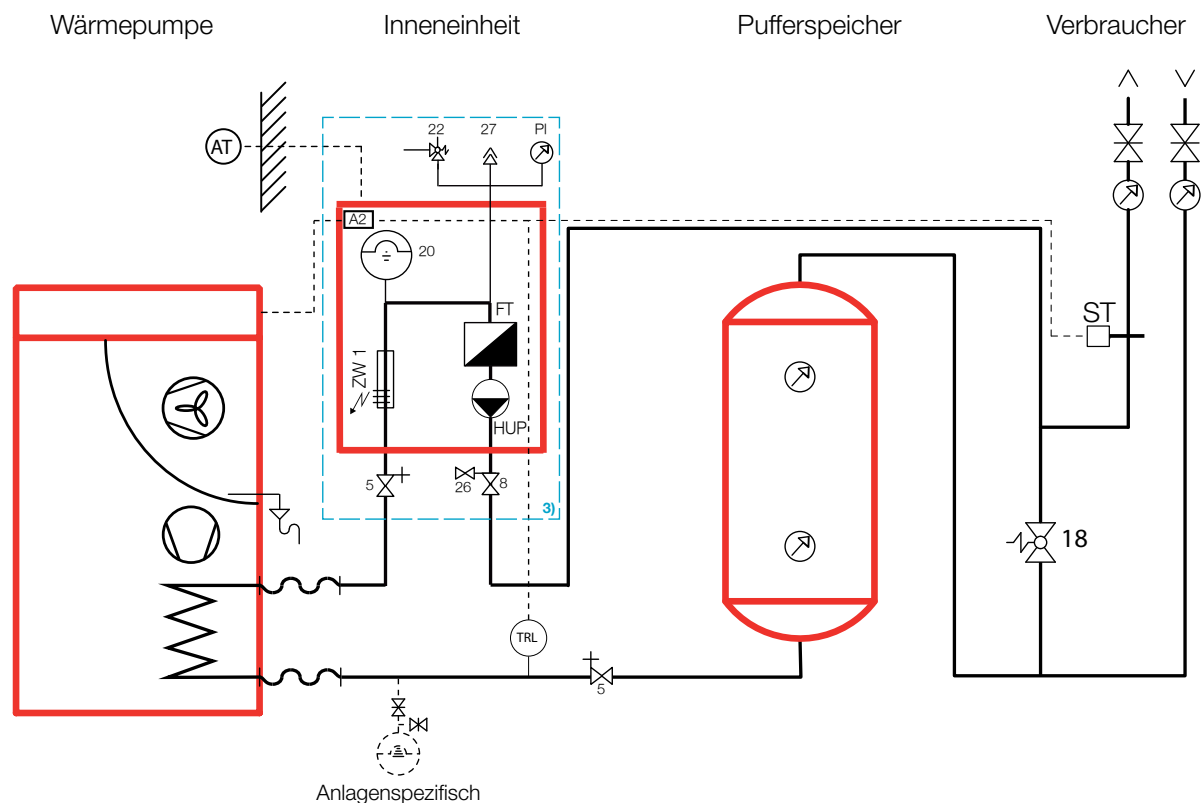 Wärmepumpe
Inneneinheit
Pufferspeicher
Verbraucher
AT
22
27
PI
A2
20
FT
ZW 1
HUP
5
26
8
3)
ST
18
TRL
5
Anlagenspezifisch